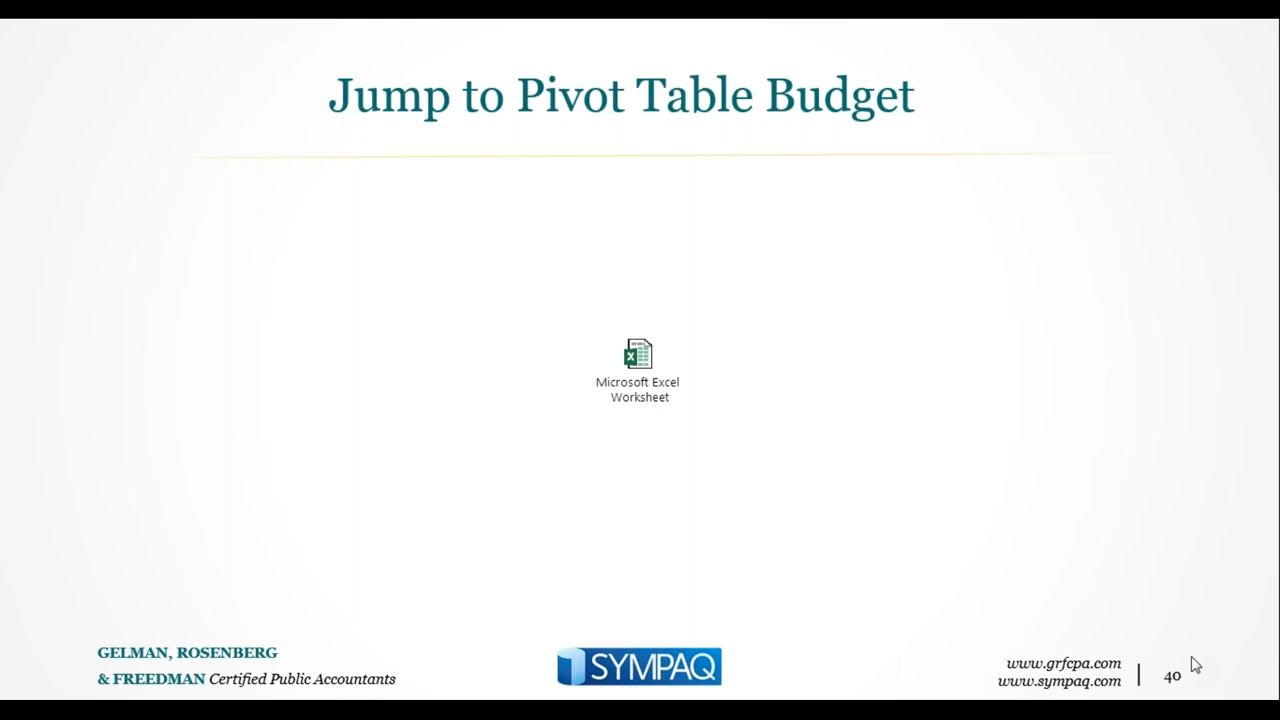 Jump to Pivot Table Budget
Microsoft Excel
Worksheet
GELMAN, ROSENBERG
& FREEDMAN Certified Public Accountants
SYMPAQ
www.grfcpa.com
www.sympaq.com
40